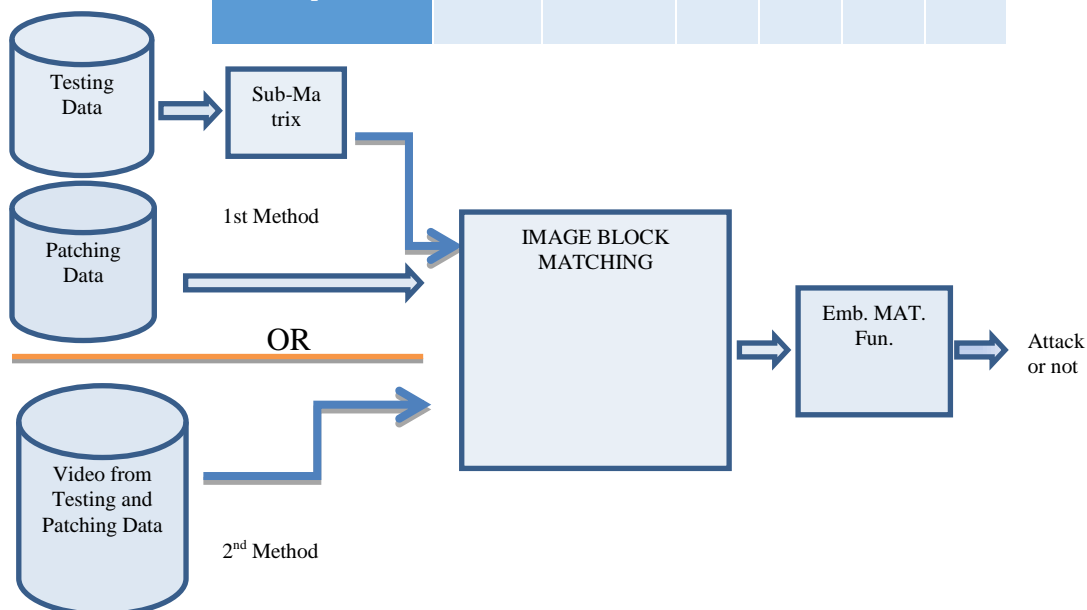 Testing
Data
Sub-Ma
trix
1st Method
Patching
Data
IMAGE BLOCK
MATCHING
Emb. MAT.
Fun.
Attack
or not
OR
Video from
Testing and
Patching Data
2nd Method